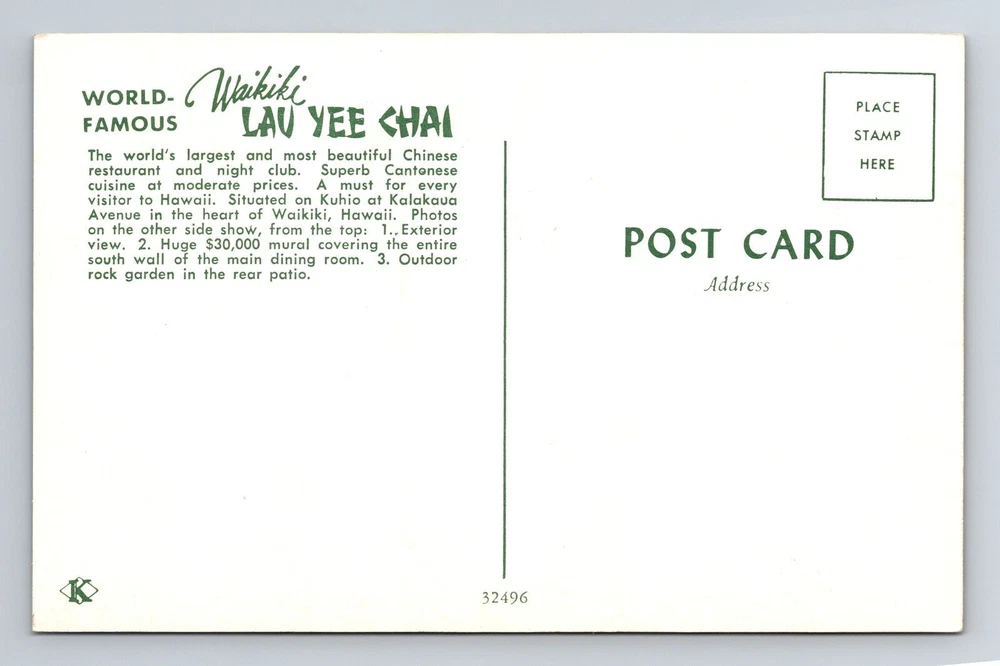 WORLD-
FAMOUS
Waikiki
LAU YEE CHAI
The world's largest and most beautiful Chinese
restaurant and night club. Superb Cantonese
cuisine at moderate prices. A must for every
visitor to Hawaii. Situated on Kuhio at Kalakaua
Avenue in the heart of Waikiki, Hawaii. Photos
on the other side show, from the top: 1. Exterior
view. 2. Huge $30,000 mural covering the entire
south wall of the main dining room. 3. Outdoor
rock garden in the rear patio.
PLACE
STAMP
HERE
POST CARD
Address
K
32496